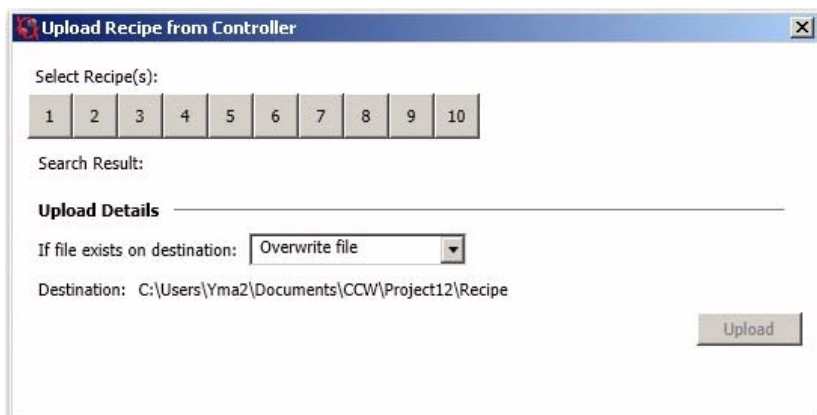 Upload Recipe from Controller
Select Recipe(s):
1 2 3 4 5 6 7 8 9 10
Search Result:
Upload Details
If file exists on destination: Overwrite file
Destination: C:\Users\Yma2\Documents\CCW\Project12\Recipe
Upload